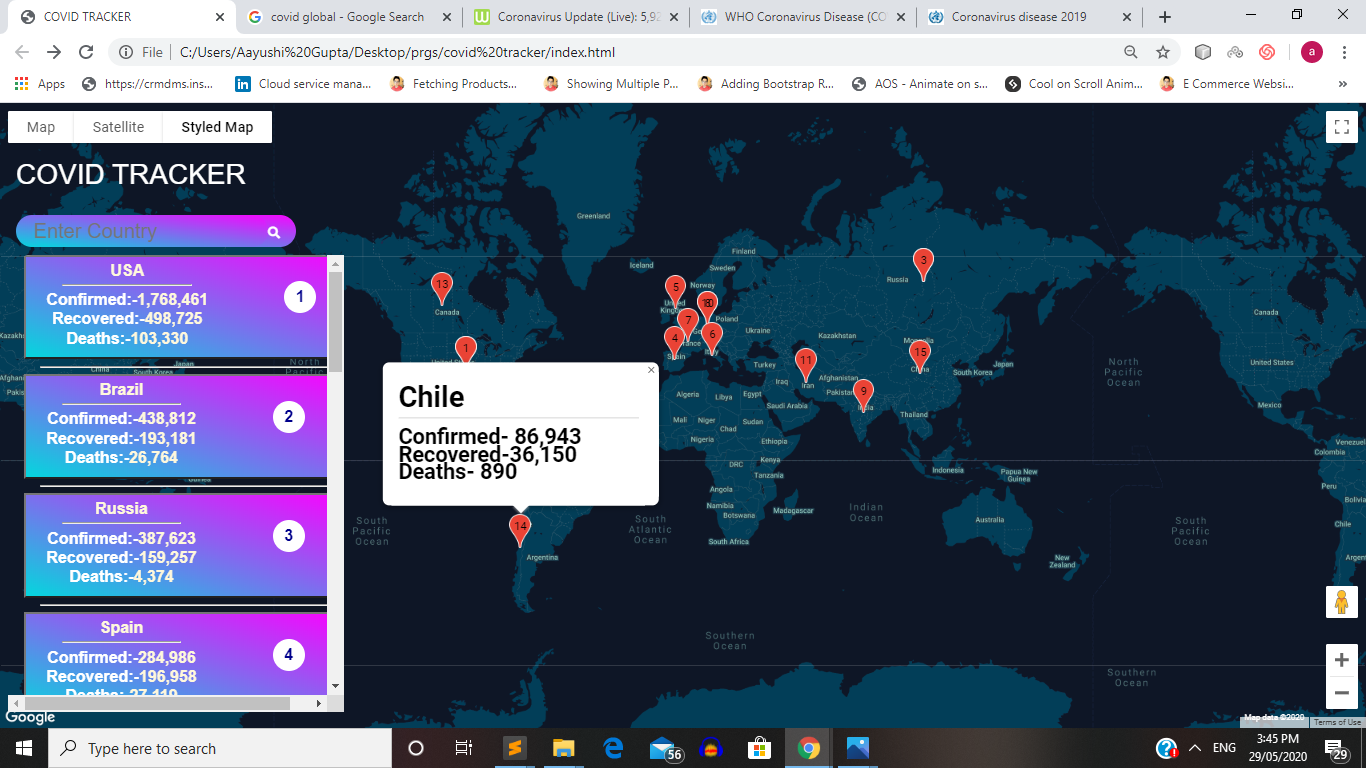 COVID TRACKER
covid global - Google Search
Coronavirus Update (Live): 5,92
WHO Coronavirus Disease (CO
Coronavirus disease 2019
File
C:/Users/Aayushi%20Gupta/Desktop/prgs/covid%20tracker/index.html
a
Apps
https://crmdms.ins...
Cloud service mana...
Fetching Products...
Showing Multiple P...
Adding Bootstrap R...
AOS - Animate on s...
Cool on Scroll Anim...
E Commerce Websi...
Map
Satellite
Styled Map
COVID TRACKER
Enter Country
USA
Confirmed:-1,768,461
Recovered:-498,725
Deaths:-103,330
1
Brazil
Confirmed:-438,812
Recovered:-193,181
Deaths:-26,764
2
Russia
Confirmed:-387,623
Recovered:-159,257
Deaths:-4,374
3
Spain
Confirmed:-284,986
Recovered:-196,958
Deaths:-27,119
4
Chile
Confirmed- 86,943
Recovered-36,150
Deaths- 890
Greenland
Iceland
Finland
Sweden
Norway
Russia
Canada
Poland
Ukraine
Kazakhstan
Mongolia
Spain
Italy
Turkey
Iraq
Iran
Afghanistan
Pakistan
China
South Korea
Japan
India
Thailand
Algeria
Libya
Egypt
Saudi Arabia
Mali
Niger
Chad
Sudan
Nigeria
Ethiopia
DRC
Kenya
Tanzania
Angola
Namibia
Botswana
Madagascar
South Africa
Indonesia
Papua New
Guinea
Australia
New
Zealand
Argentina
North
Pacific
Ocean
South
Pacific
Ocean
South
Atlantic
Ocean
Indian
Ocean
Southern
Ocean
Canada
United States
Mexico
Venezuel
Colombia
Peru
Bolivia
Chile
Argen
South
Pacific
Ocean
Southern
Ocean
13
1
5
7
4
6
3
11
15
9
14
Google
Map data ©2020
Terms of Use
Type here to search
56
ENG
3:45 PM
29/05/2020
29